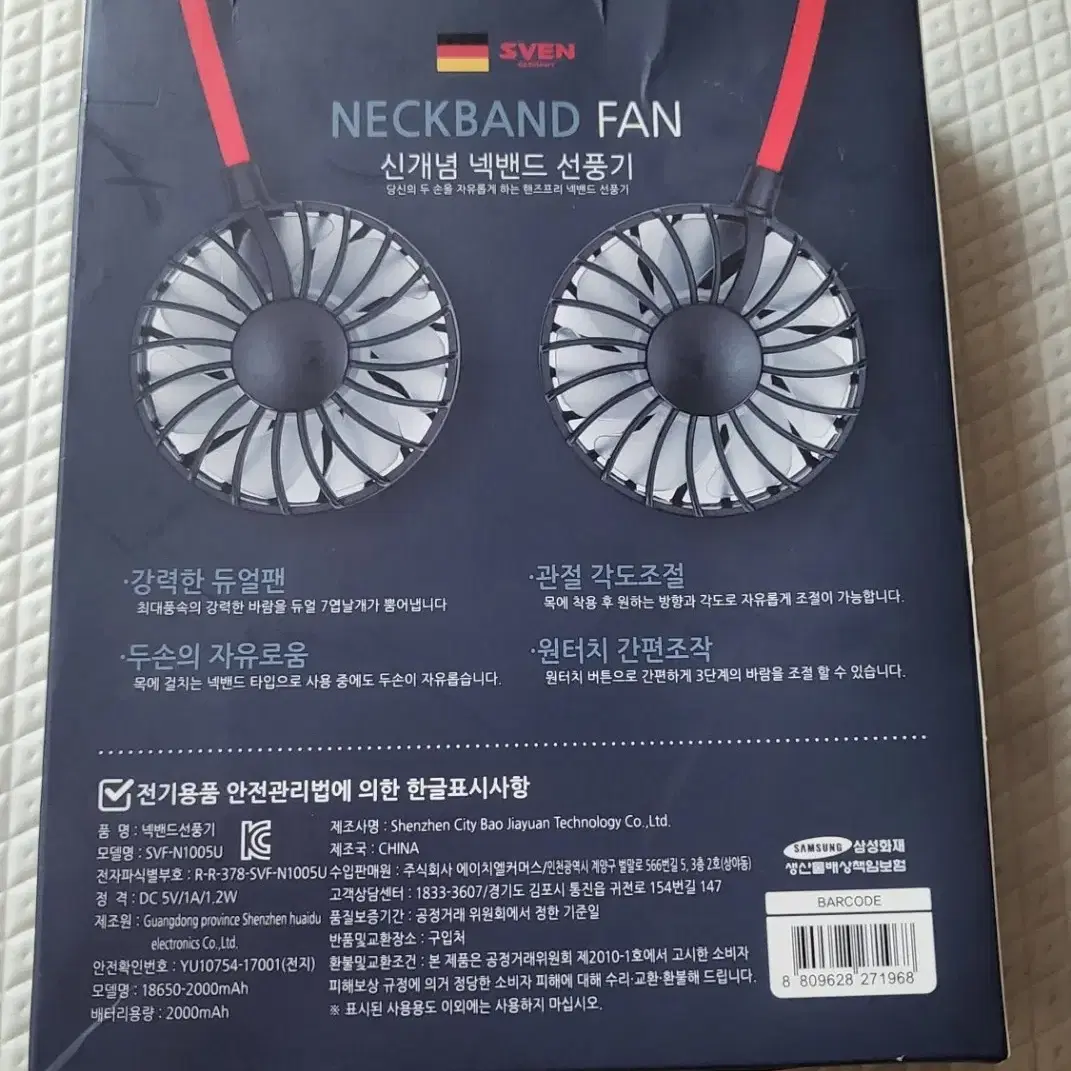 SVEN
GERMANY
NECKBAND FAN
신개념 넥밴드 선풍기
당신의 두 손을 자유롭게 하는 핸즈프리 넥밴드 선풍기
·강력한 듀얼팬
최대풍속의 강력한 바람을 듀얼 7엽날개가 뿜어냅니다
·관절 각도조절
목에 착용 후 원하는 방향과 각도로 자유롭게 조절이 가능합니다.
·두손의 자유로움
목에 걸치는 넥밴드 타입으로 사용 중에도 두손이 자유롭습니다.
·원터치 간편조작
원터치 버튼으로 간편하게 3단계의 바람을 조절 할 수 있습니다.
전기용품 안전관리법에 의한 한글표시사항
품 명 : 넥밴드선풍기
모델명 : SVF-N1005U
전자파식별부호 : R-R-378-SVF-N1005U
정 격 : DC 5V/1A/1.2W
제조원 : Guangdong province Shenzhen huaidu
electronics Co.,Ltd.
안전확인번호 : YU10754-17001(전지)
모델명 : 18650-2000mAh
배터리용량 : 2000mAh
제조사명 : Shenzhen City Bao Jiayuan Technology Co.,Ltd.
제조국 : CHINA
수입판매원 : 주식회사 에이치엘커머스/인천광역시 계양구 벌말로 566번길 5, 3층 2호(상야동)
고객상담센터 : 1833-3607/경기도 김포시 통진읍 귀전로 154번길 147
품질보증기간 : 공정거래 위원회에서 정한 기준일
반품및교환장소 : 구입처
환불및교환조건 : 본 제품은 공정거래위원회 제2010-1호에서 고시한 소비자
피해보상 규정에 의거 정당한 소비자 피해에 대해 수리·교환·환불해 드립니다.
※ 표시된 사용용도 이외에는 사용하지 마십시오.
SAMSUNG 삼성화재
생산물배상책임보험
BARCODE
8 809628 271968